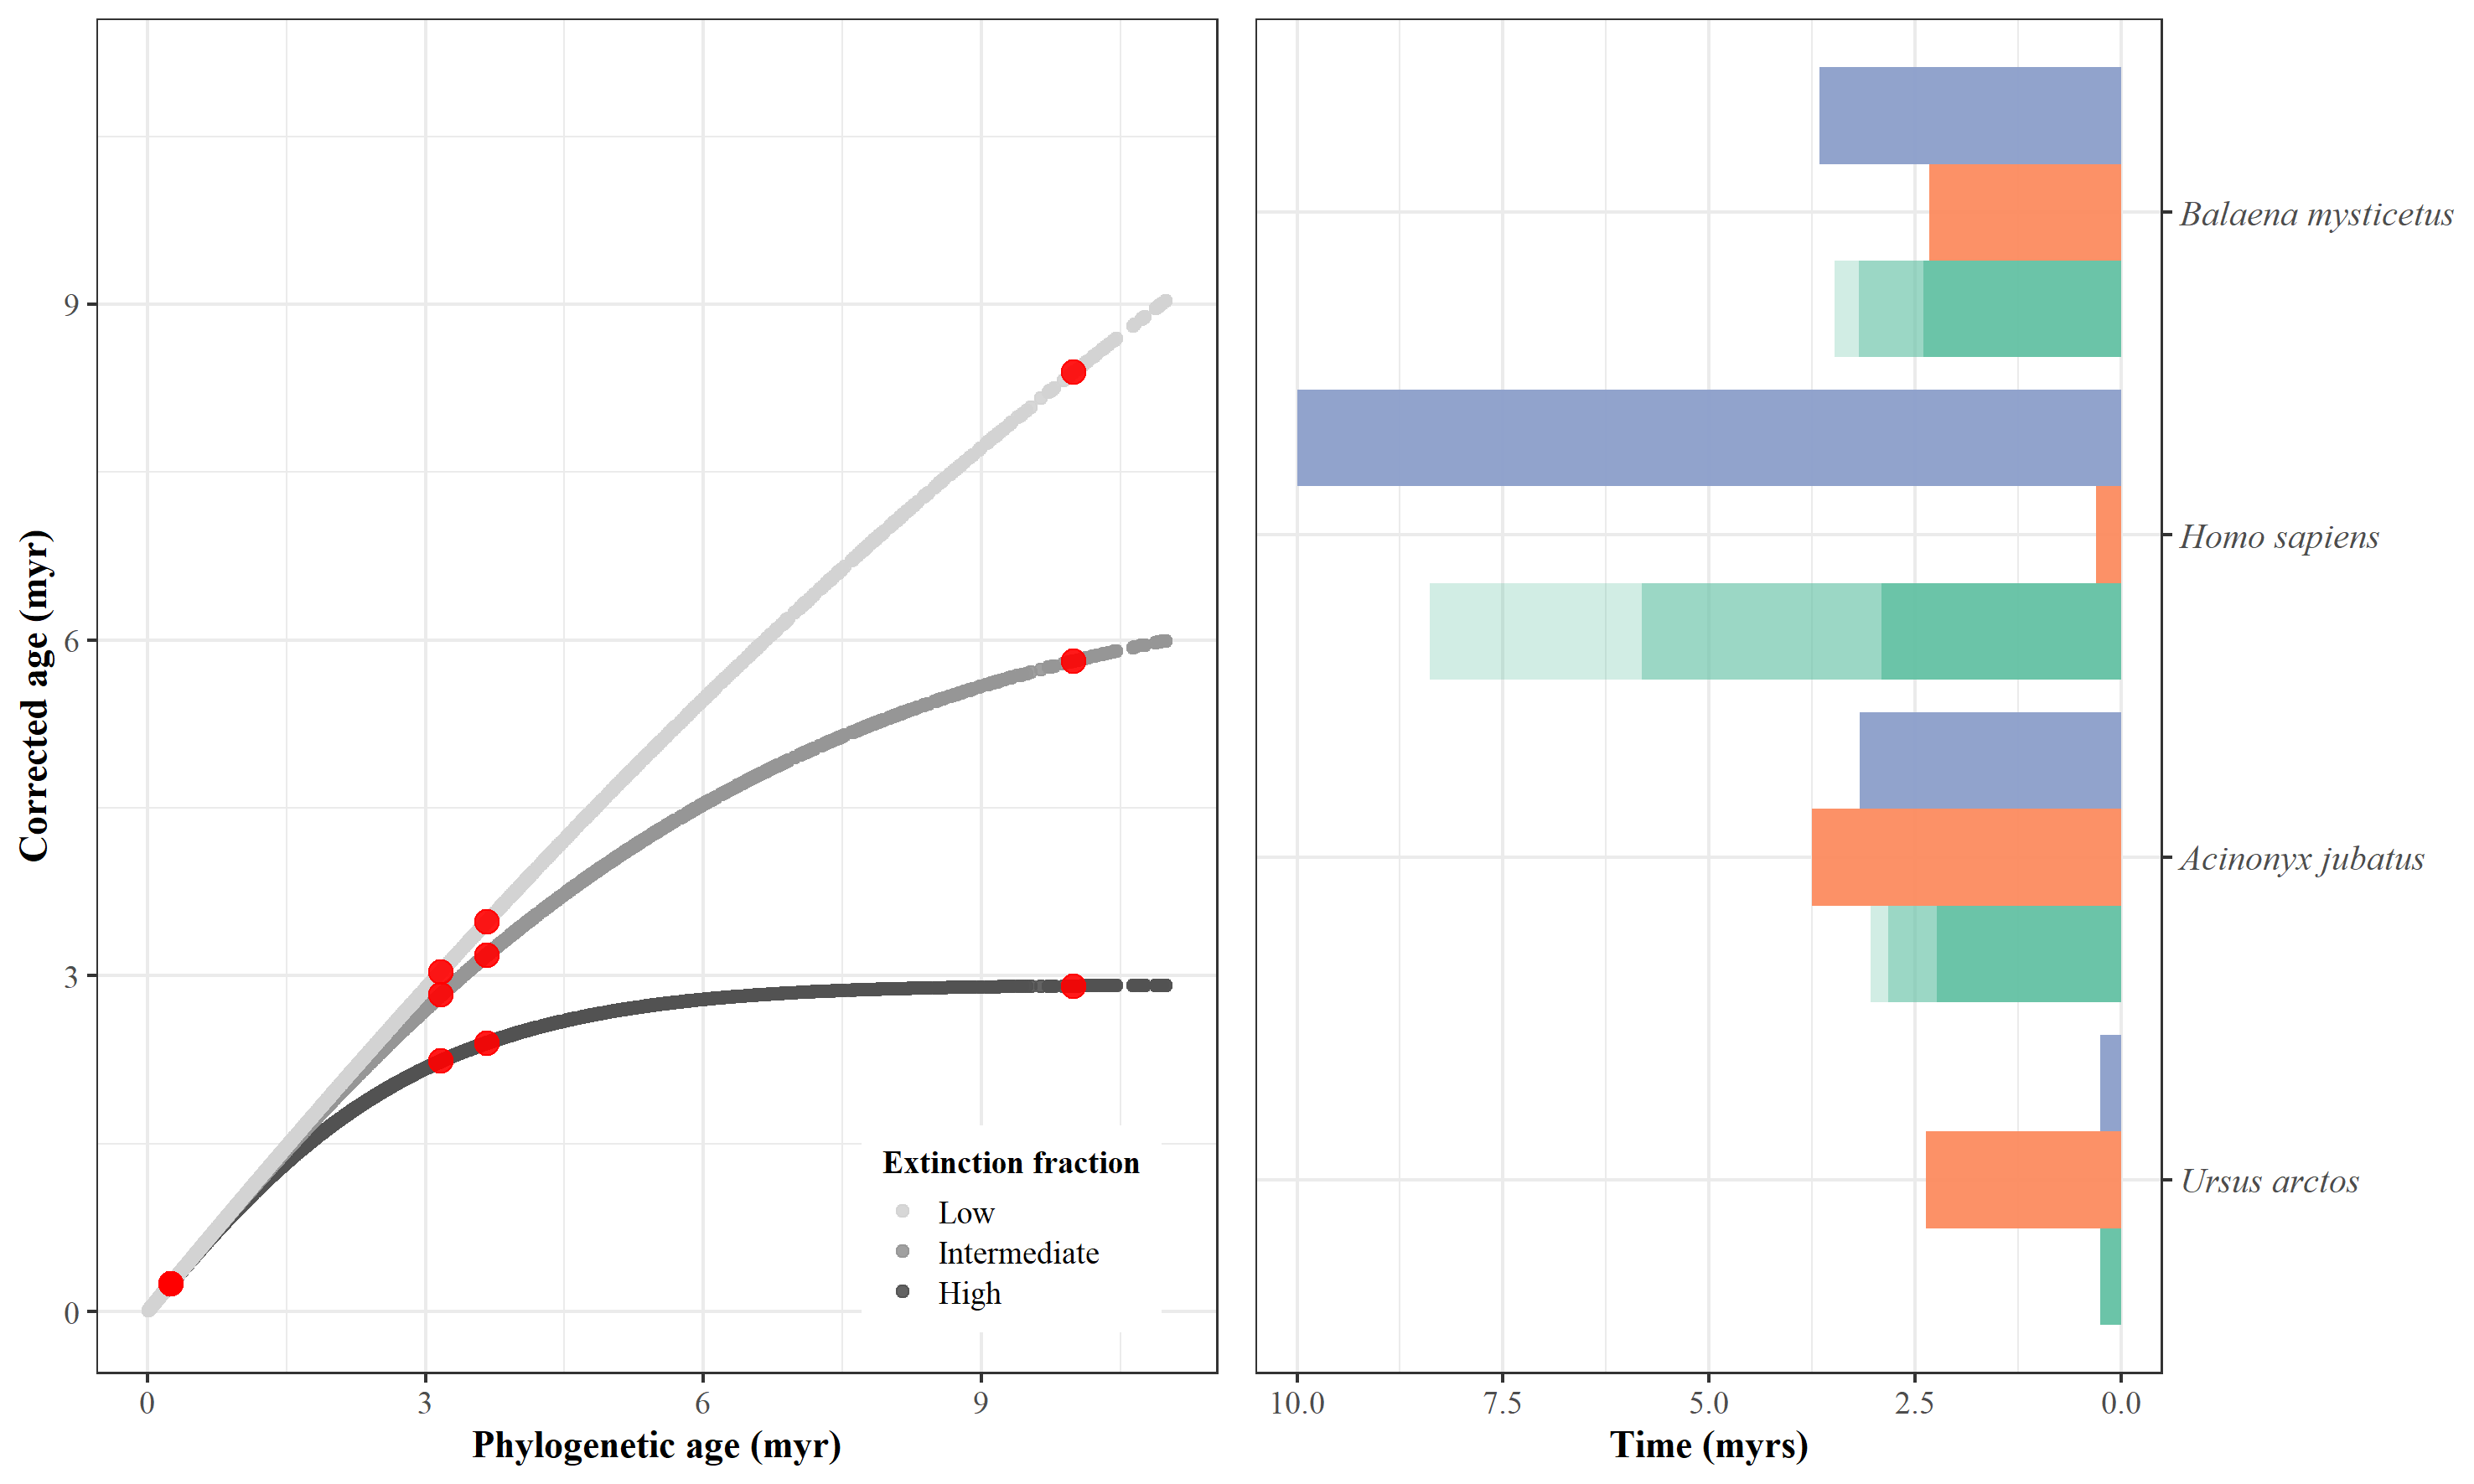 9
6
3
0
Corrected age (myr)
0
3
6
9
Phylogenetic age (myr)
Extinction fraction
Low
Intermediate
High
10.0
7.5
5.0
2.5
0.0
Time (myrs)
Balaena mysticetus
Homo sapiens
Acinonyx jubatus
Ursus arctos